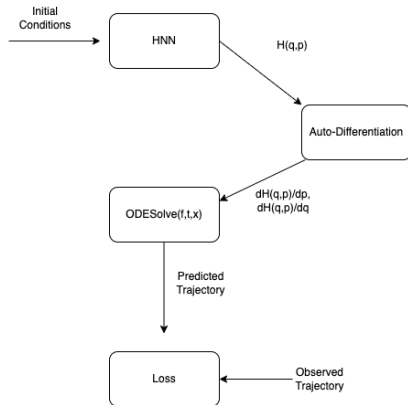 Initial
Conditions
HNN
H(q,p)
Auto-Differentiation
dH(q,p)/dp,
dH(q,p)/dq
ODESolve(f,t,x)
Predicted
Trajectory
Loss
Observed
Trajectory